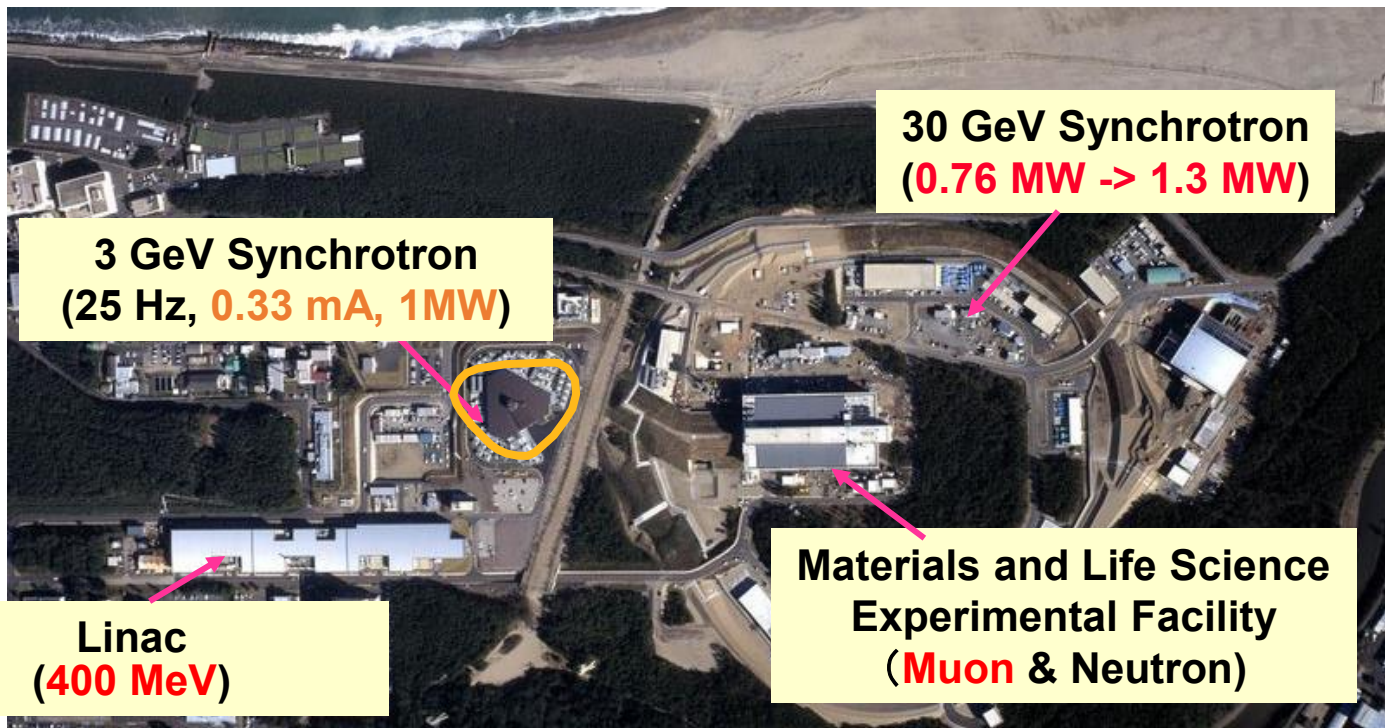 30 GeV Synchrotron
(0.76 MW -> 1.3 MW)
3 GeV Synchrotron
(25 Hz, 0.33 mA, 1MW)
Materials and Life Science
Experimental Facility
（Muon & Neutron)
Linac
(400 MeV)